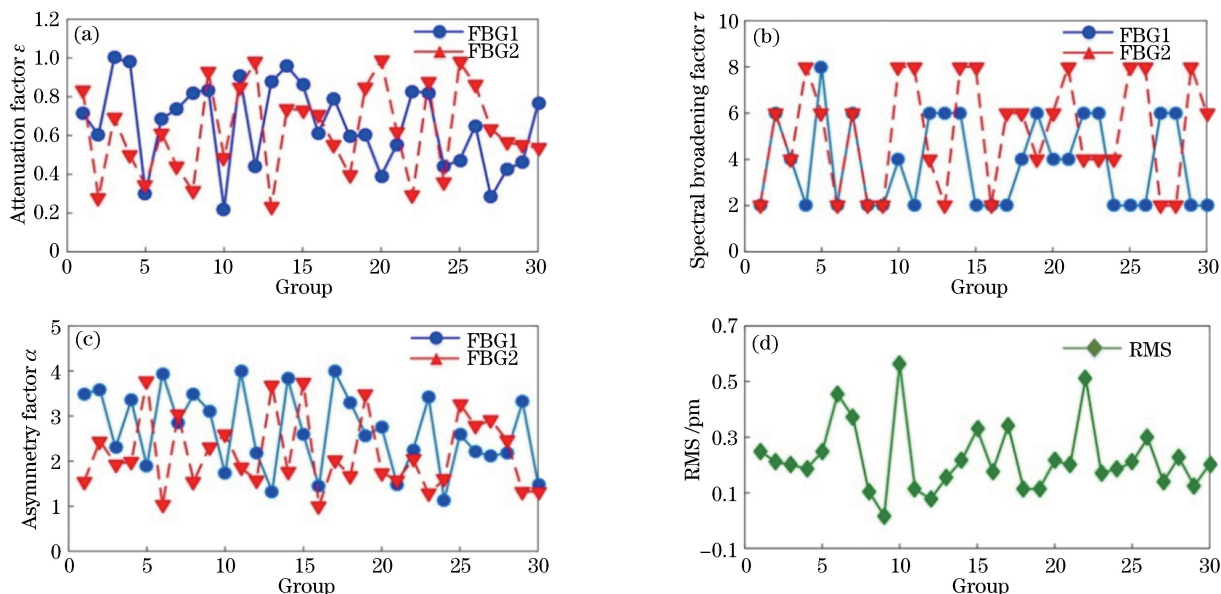 (a)
FBG1
FBG2
Attenuation factor ε
1.2
1.0
0.8
0.6
0.4
0.2
0
0 5 10 15 20 25 30
Group
(b)
FBG1
FBG2
Spectral broadening factor τ
10
8
6
4
2
0
0 5 10 15 20 25 30
Group
(c)
FBG1
FBG2
Asymmetry factor α
5
4
3
2
1
0
0 5 10 15 20 25 30
Group
(d)
RMS
RMS /pm
0.7
0.5
0.3
0.1
−0.1
0 5 10 15 20 25 30
Group